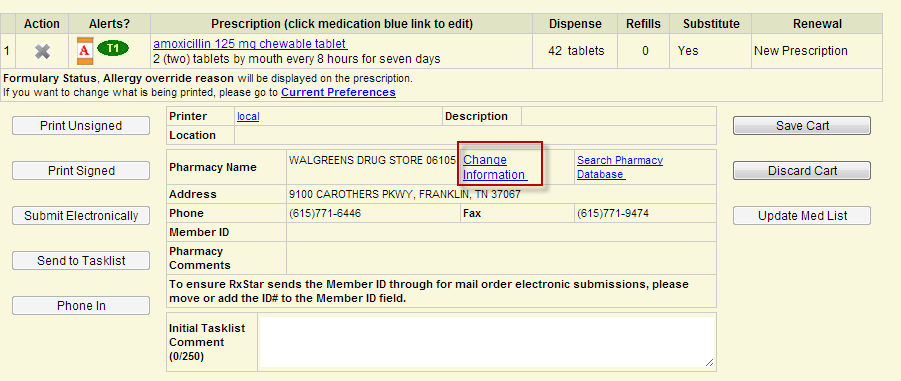 Action Alerts? Prescription (click medication blue link to edit) Dispense Refills Substitute Renewal
1 A T1 amoxicillin 125 mg chewable tablet 42 tablets 0 Yes New Prescription
2 (two) tablets by mouth every 8 hours for seven days
Formulary Status, Allergy override reason will be displayed on the prescription.
If you want to change what is being printed, please go to Current Preferences
Print Unsigned
Print Signed
Submit Electronically
Send to Tasklist
Phone In
Printer local Description
Location
Pharmacy Name WALGREENS DRUG STORE 06105 Change Information Search Pharmacy Database
Address 9100 CAROTHERS PKWY, FRANKLIN, TN 37067
Phone (615)771-6446 Fax (615)771-9474
Member ID
Pharmacy Comments
To ensure RxStar sends the Member ID through for mail order electronic submissions, please
move or add the ID# to the Member ID field.
Initial Tasklist
Comment
(0/250)
Save Cart
Discard Cart
Update Med List